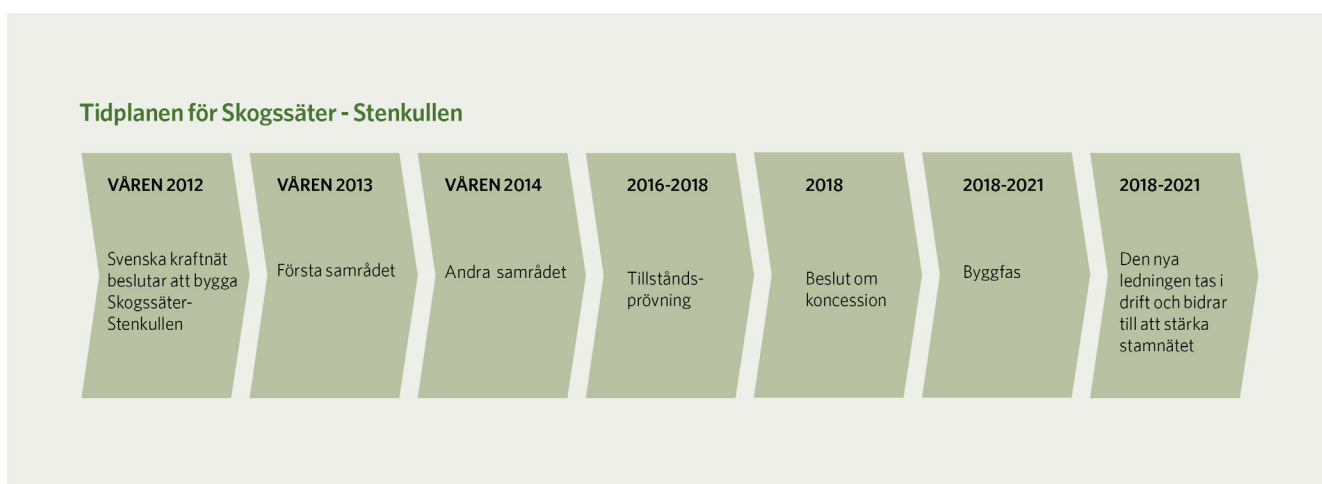 Tidplanen för Skogssäter - Stenkullen
VÅREN 2012
Svenska kraftnät
beslutar att bygga
Skogssäter-
Stenkullen
VÅREN 2013
Första samrådet
VÅREN 2014
Andra samrådet
2016-2018
Tillstånds-
prövning
2018
Beslut om
koncession
2018-2021
Byggfas
2018-2021
Den nya
ledningen tas i
drift och bidrar
till att stärka
stamnätet